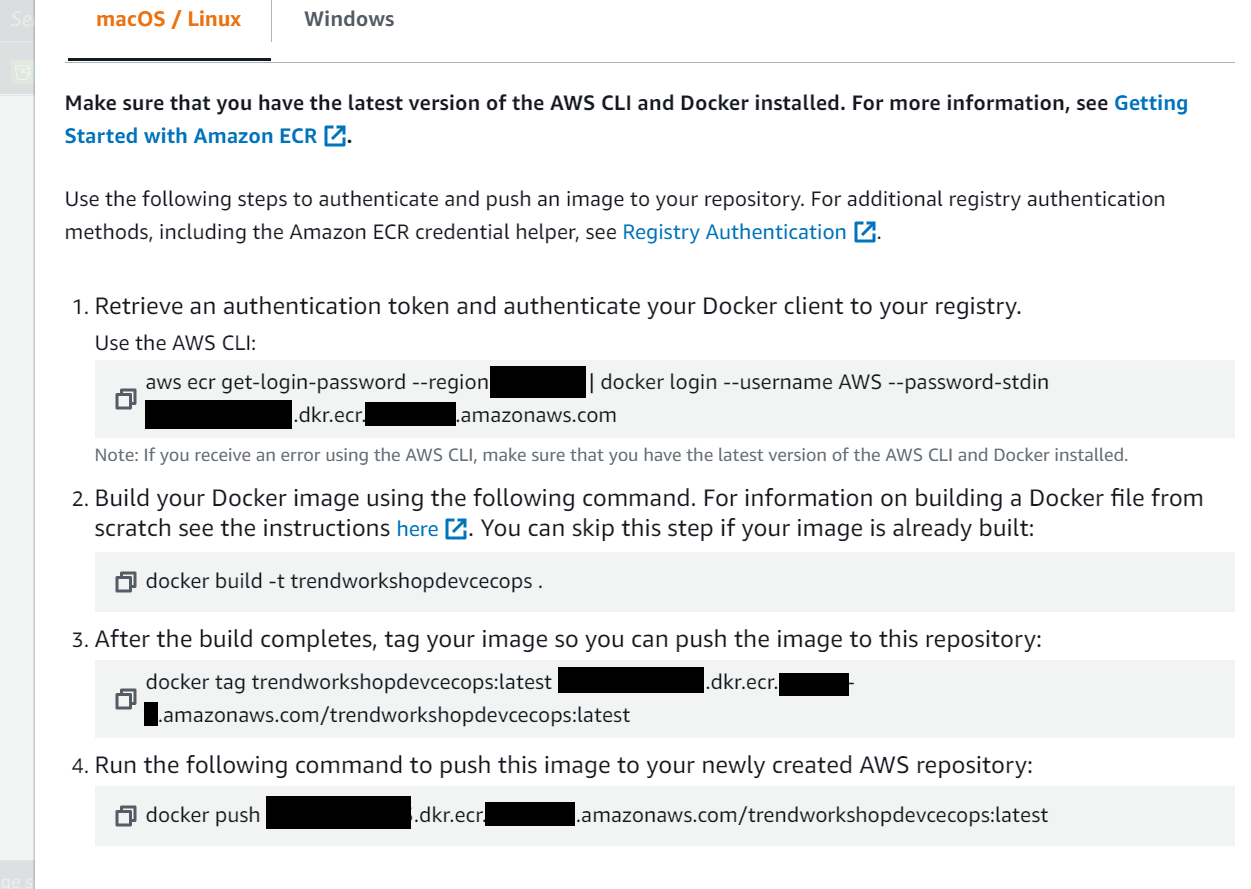 macOS / Linux Windows
Make sure that you have the latest version of the AWS CLI and Docker installed. For more information, see Getting
Started with Amazon ECR.
Use the following steps to authenticate and push an image to your repository. For additional registry authentication
methods, including the Amazon ECR credential helper, see Registry Authentication.
1. Retrieve an authentication token and authenticate your Docker client to your registry.
Use the AWS CLI:
aws ecr get-login-password --region | docker login --username AWS --password-stdin
.dkr.ecr. .amazonaws.com
Note: If you receive an error using the AWS CLI, make sure that you have the latest version of the AWS CLI and Docker installed.
2. Build your Docker image using the following command. For information on building a Docker file from
scratch see the instructions here. You can skip this step if your image is already built:
docker build -t trendworkshopdevcecops .
3. After the build completes, tag your image so you can push the image to this repository:
docker tag trendworkshopdevcecops:latest .dkr.ecr. -
.amazonaws.com/trendworkshopdevcecops:latest
4. Run the following command to push this image to your newly created AWS repository:
docker push .dkr.ecr. .amazonaws.com/trendworkshopdevcecops:latest